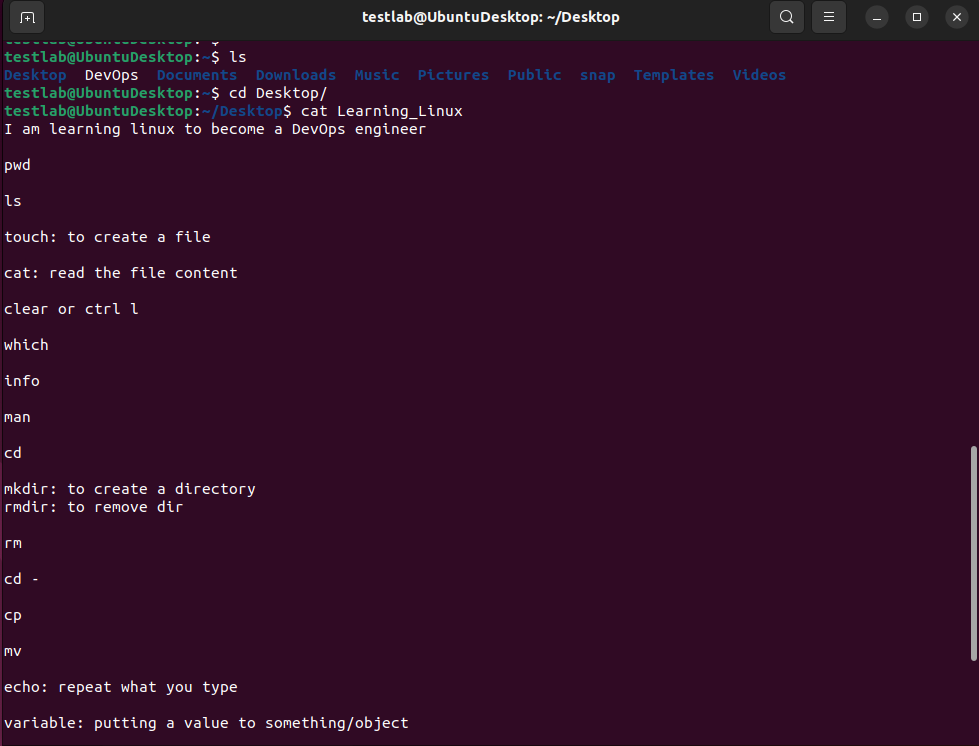 testlab@UbuntuDesktop: ~/Desktop
testlab@UbuntuDesktop:~$
testlab@UbuntuDesktop:~$ ls
Desktop DevOps Documents Downloads Music Pictures Public snap Templates Videos
testlab@UbuntuDesktop:~$ cd Desktop/
testlab@UbuntuDesktop:~/Desktop$ cat Learning_Linux
I am learning linux to become a DevOps engineer
pwd
ls
touch: to create a file
cat: read the file content
clear or ctrl l
which
info
man
cd
mkdir: to create a directory
rmdir: to remove dir
rm
cd -
cp
mv
echo: repeat what you type
variable: putting a value to something/object